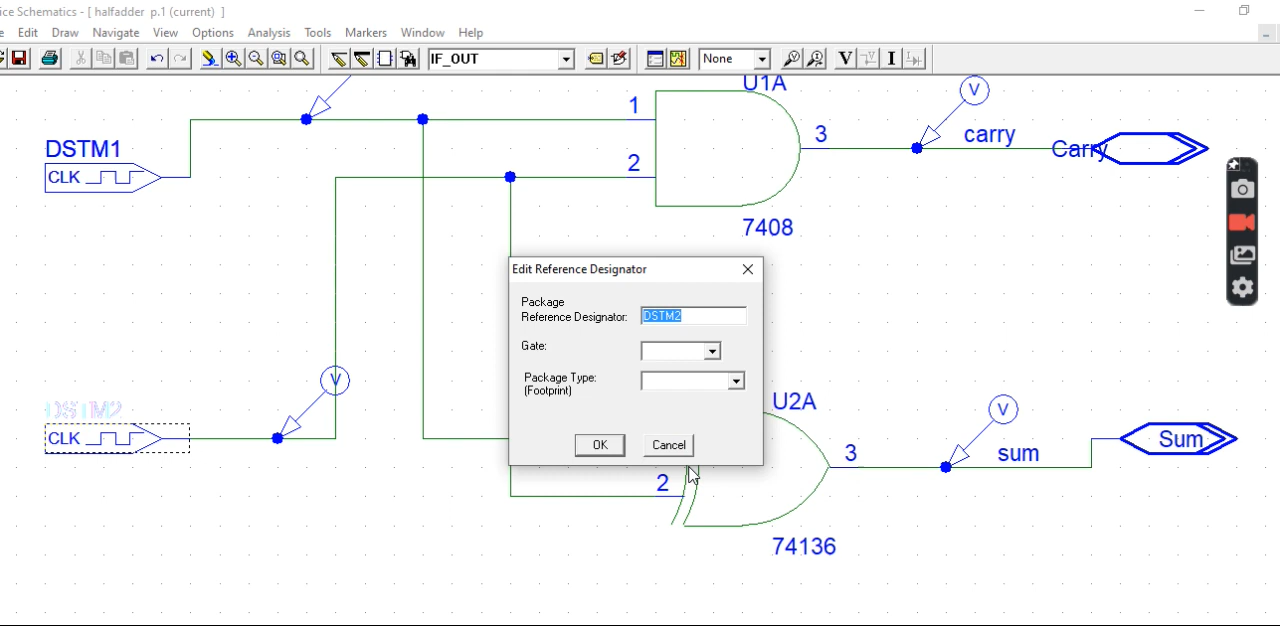 ice Schematics - [ halfadder p.1 (current) ]
e Edit Draw Navigate View Options Analysis Tools Markers Window Help
IF_OUT None V I
U1A
V
1
3
carry
Carry
DSTM1
CLK
2
7408
Edit Reference Designator
Package
Reference Designator: DSTM2
Gate:
Package Type:
(Footprint)
OK Cancel
V
DSTM2
CLK
U2A
V
3
sum
Sum
2
74136